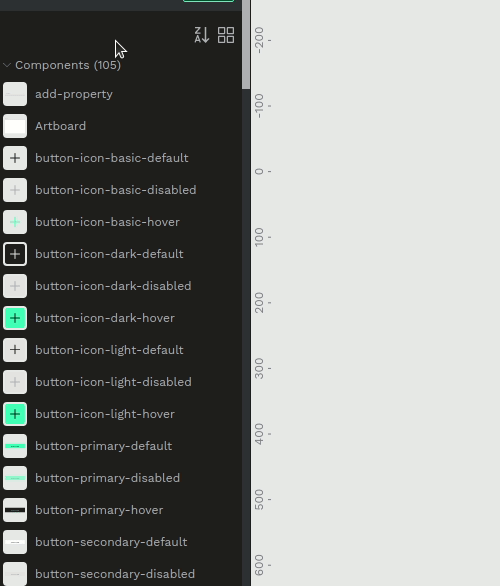 Z
A
Components (105)
add-property
Artboard
button-icon-basic-default
button-icon-basic-disabled
button-icon-basic-hover
button-icon-dark-default
button-icon-dark-disabled
button-icon-dark-hover
button-icon-light-default
button-icon-light-disabled
button-icon-light-hover
button-primary-default
button-primary-disabled
button-primary-hover
button-secondary-default
button-secondary-disabled
-200
-100
0
100
200
300
400
500
600